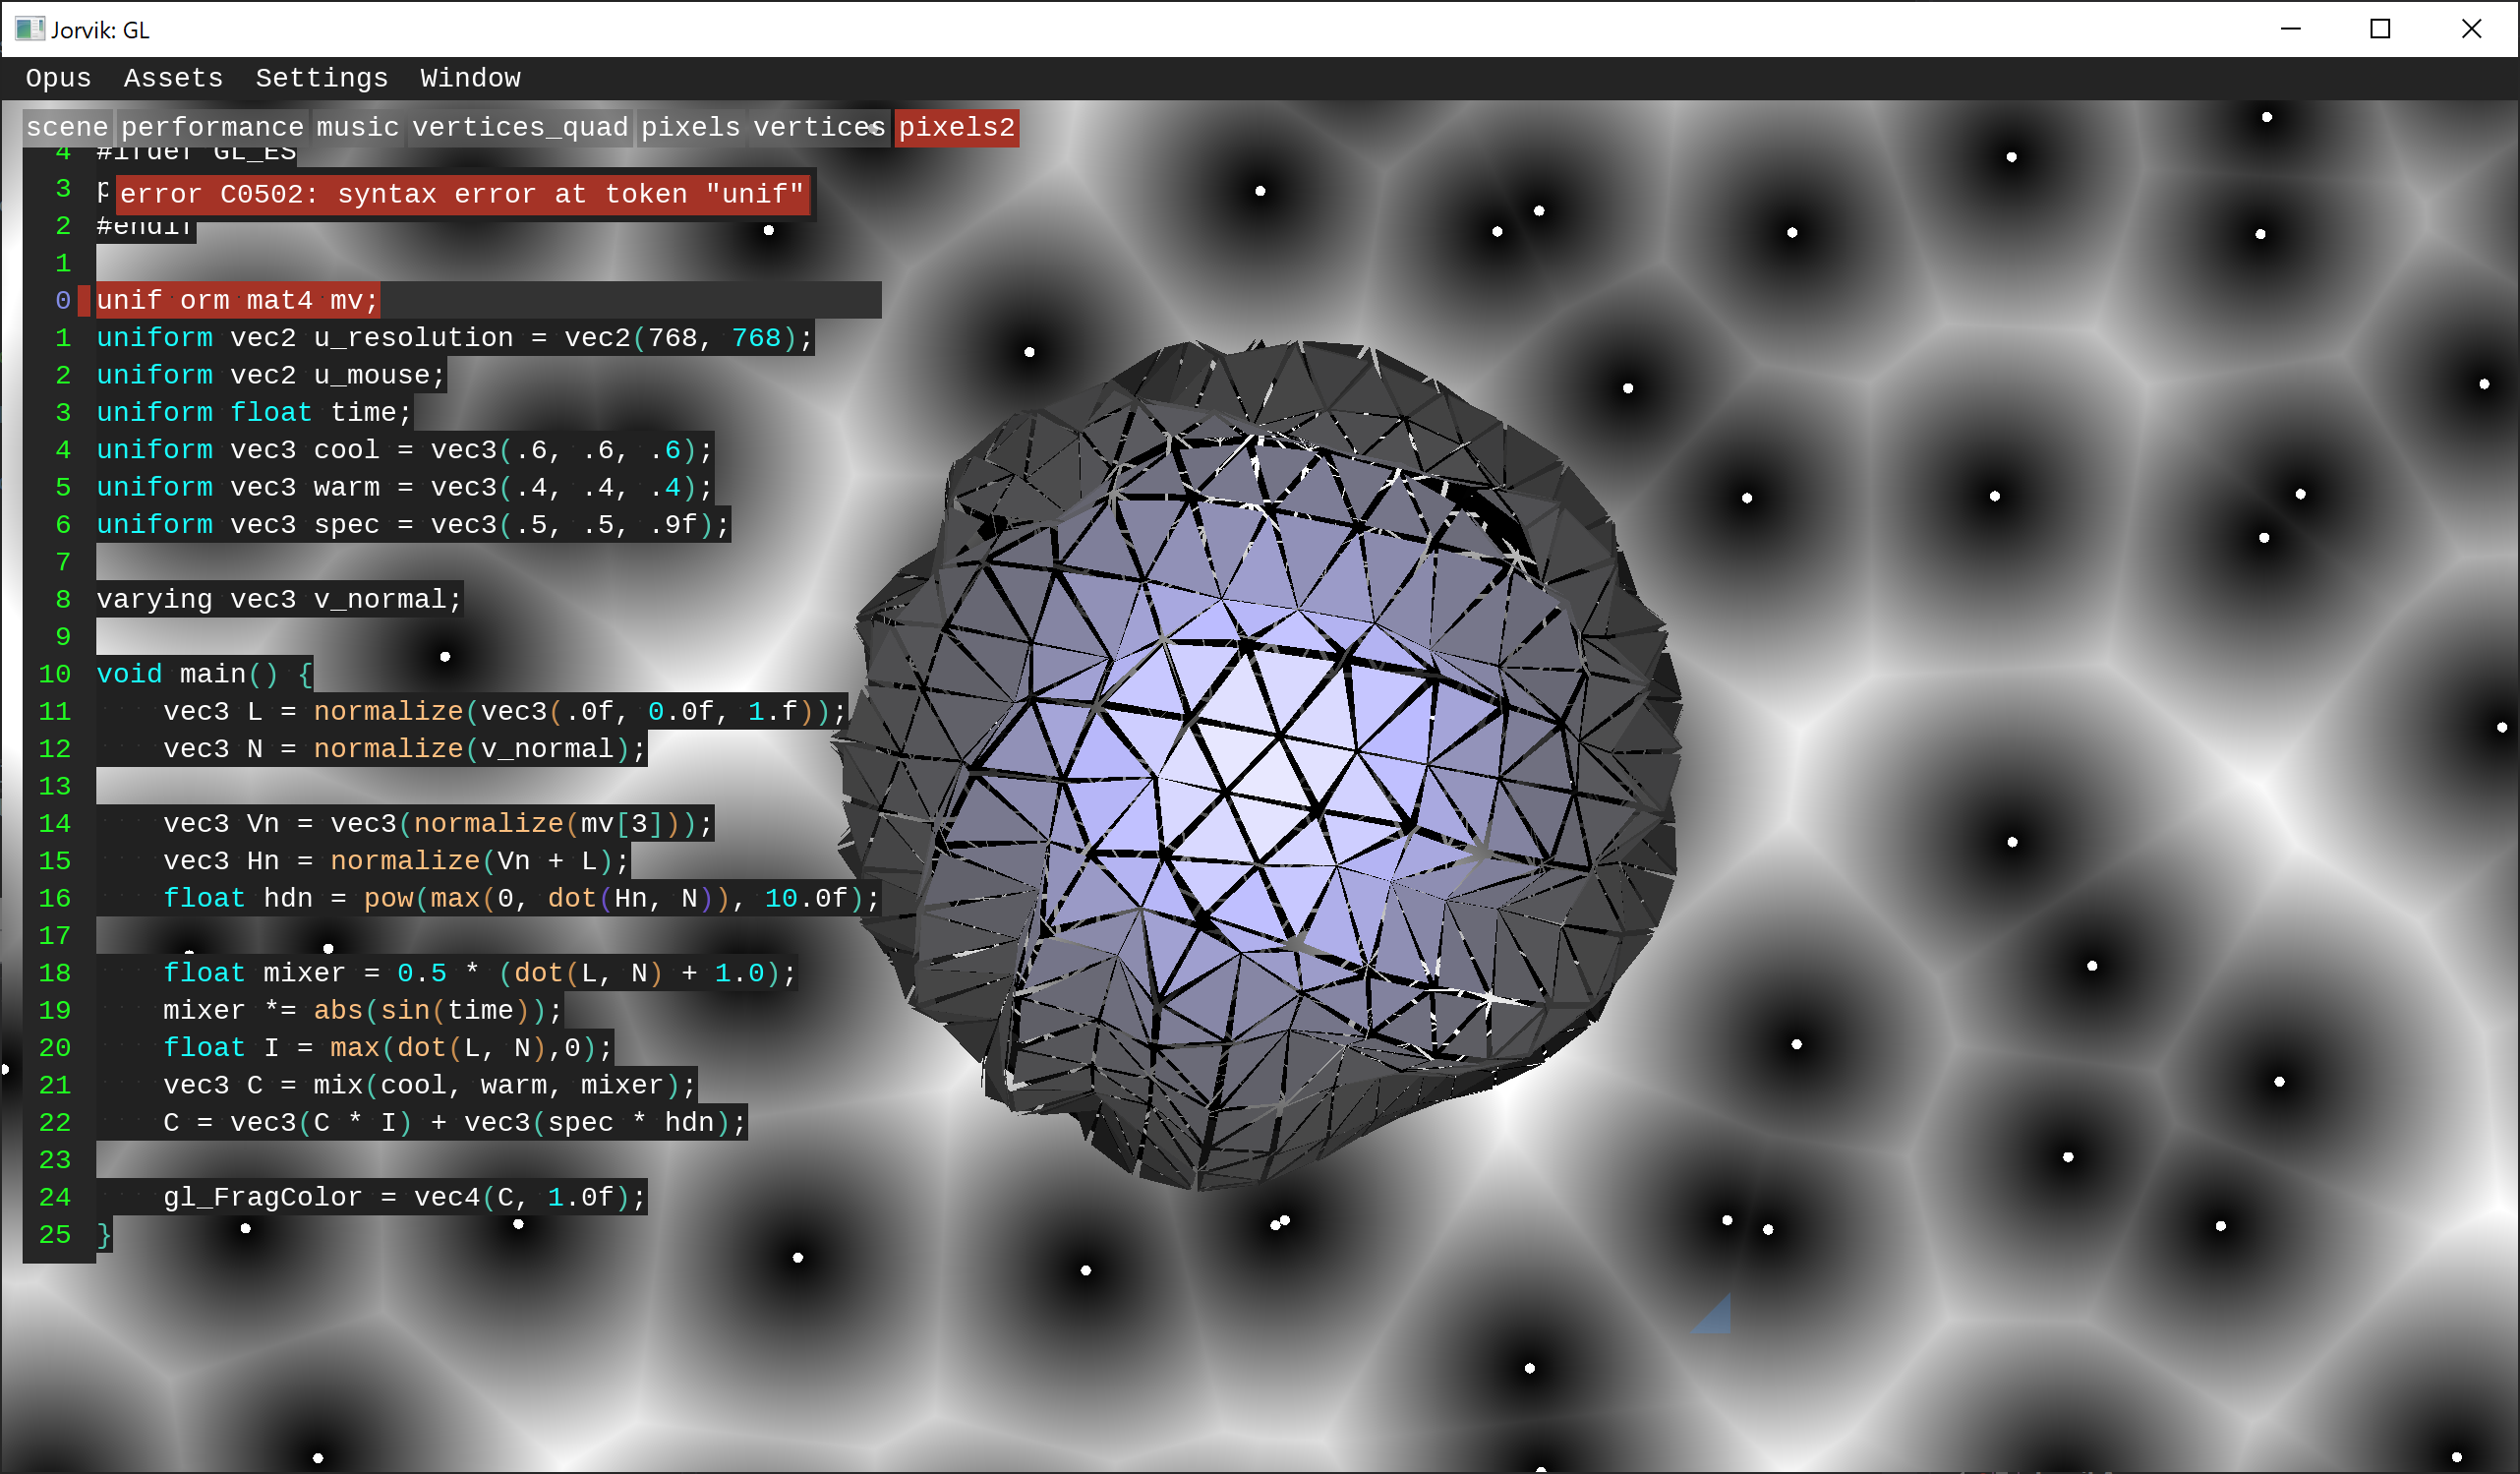 Jorvik: GL
Opus Assets Settings Window
scene performance music vertices_quad pixels vertices pixels2
4 #ifdef GL_ES
3 p
error C0502: syntax error at token "unif"
2 #endif
1
0 unif orm mat4 mv;
1 uniform vec2 u_resolution = vec2(768, 768);
2 uniform vec2 u_mouse;
3 uniform float time;
4 uniform vec3 cool = vec3(.6, .6, .6);
5 uniform vec3 warm = vec3(.4, .4, .4);
6 uniform vec3 spec = vec3(.5, .5, .9f);
7
8 varying vec3 v_normal;
9
10 void main() {
11 vec3 L = normalize(vec3(.0f, 0.0f, 1.f));
12 vec3 N = normalize(v_normal);
13
14 vec3 Vn = vec3(normalize(mv[3]));
15 vec3 Hn = normalize(Vn + L);
16 float hdn = pow(max(0, dot(Hn, N)), 10.0f);
17
18 float mixer = 0.5 * (dot(L, N) + 1.0);
19 mixer *= abs(sin(time));
20 float I = max(dot(L, N),0);
21 vec3 C = mix(cool, warm, mixer);
22 C = vec3(C * I) + vec3(spec * hdn);
23
24 gl_FragColor = vec4(C, 1.0f);
25 }